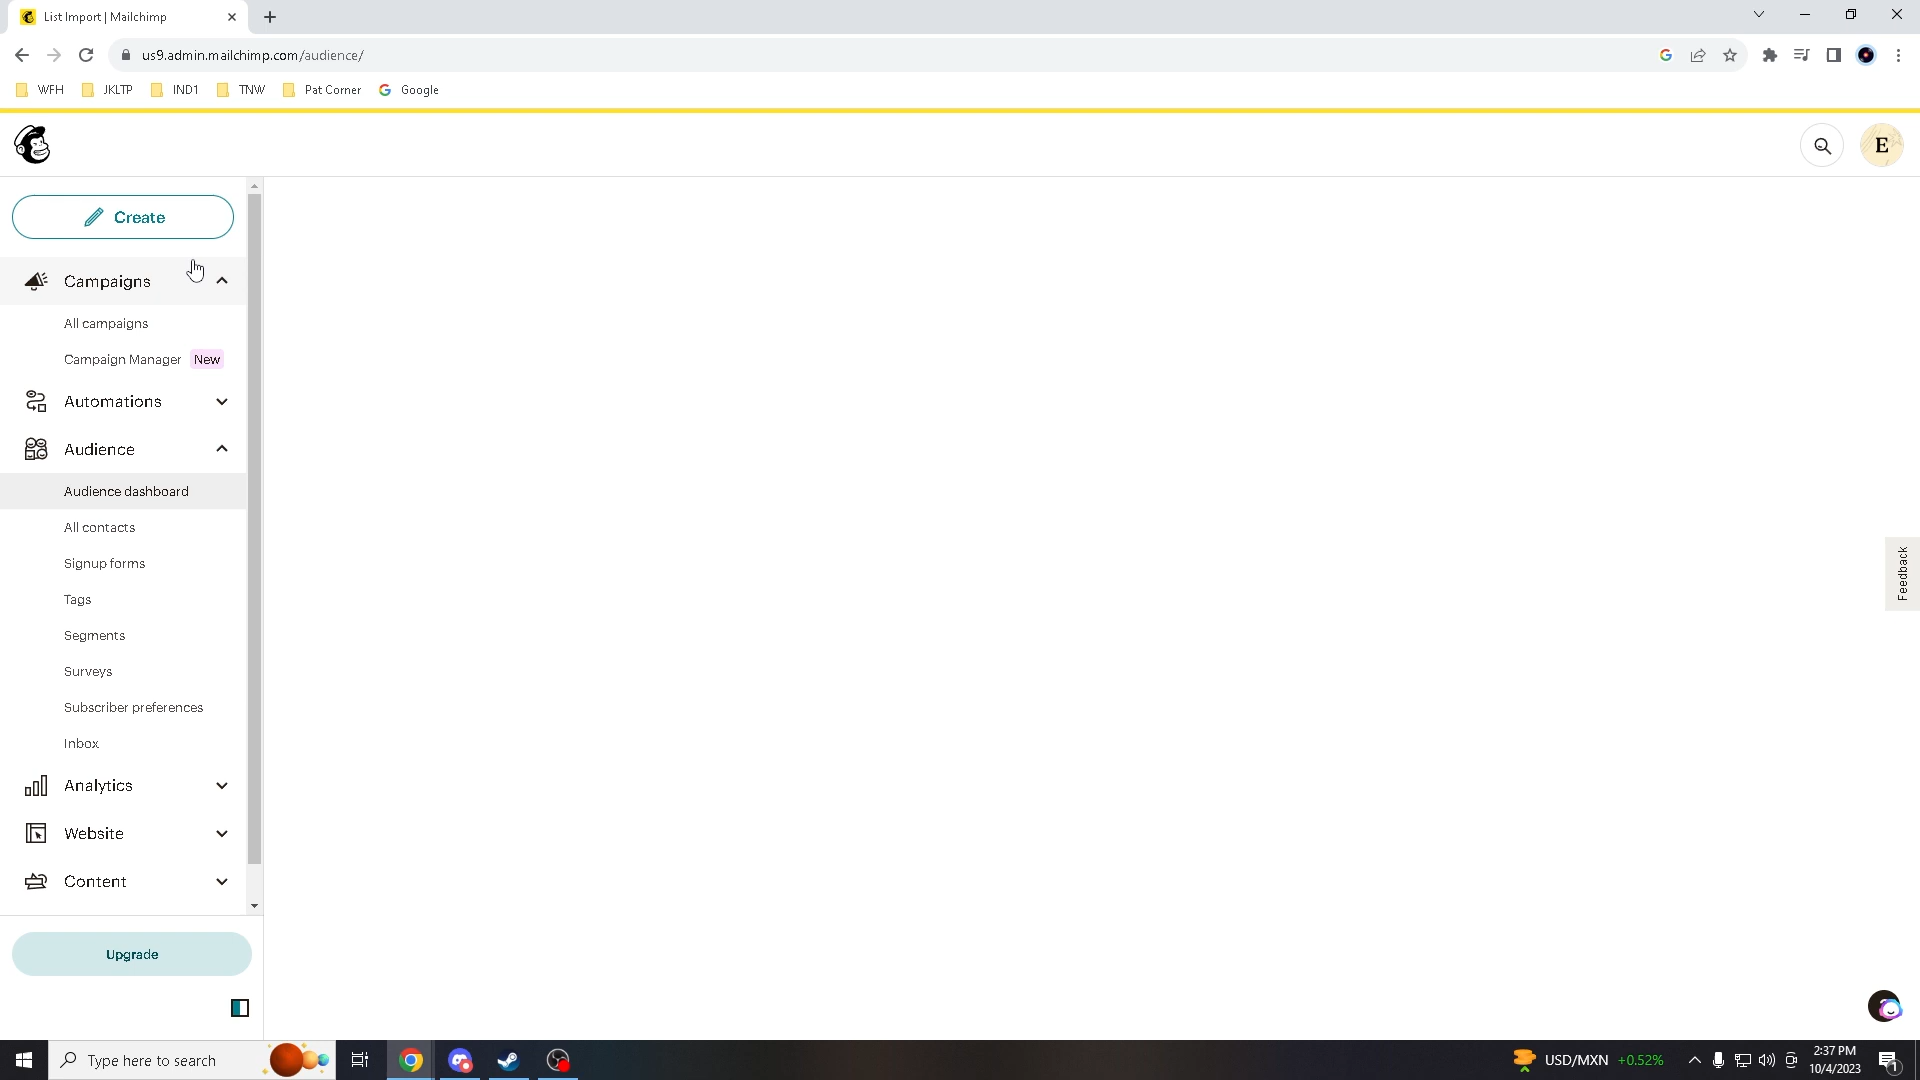 List Import | Mailchimp
us9.admin.mailchimp.com/audience/
WFH JKLTP IND1 TNW Pat Corner Google
E
Create
Campaigns
All campaigns
Campaign Manager New
Automations
Audience
Audience dashboard
All contacts
Signup forms
Tags
Segments
Surveys
Subscriber preferences
Inbox
Analytics
Website
Content
Upgrade
Feedback
Type here to search
USD/MXN +0.52%
2:37 PM
10/4/2023
1